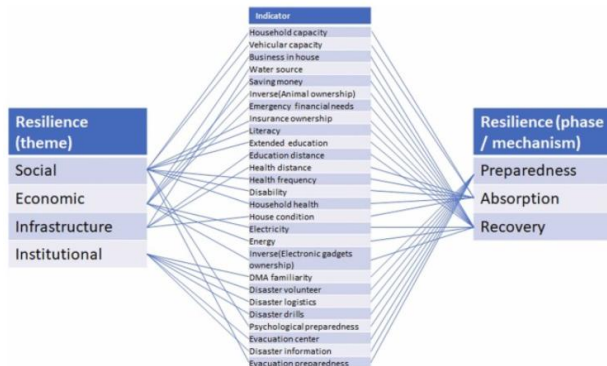 Indicator
Household capacity
Vehicular capacity
Business in house
Water source
Saving money
Inverse(Animal ownership)
Emergency financial needs
Insurance ownership
Literacy
Extended education
Education distance
Health distance
Health frequency
Disability
Household health
House condition
Electricity
Energy
Inverse(Electronic gadgets
ownership)
DMA familiarity
Disaster volunteer
Disaster logistics
Disaster drills
Psychological preparedness
Evacuation center
Disaster information
Evacuation preparedness
Resilience
(theme)
Social
Economic
Infrastructure
Institutional
Resilience (phase
/ mechanism)
Preparedness
Absorption
Recovery